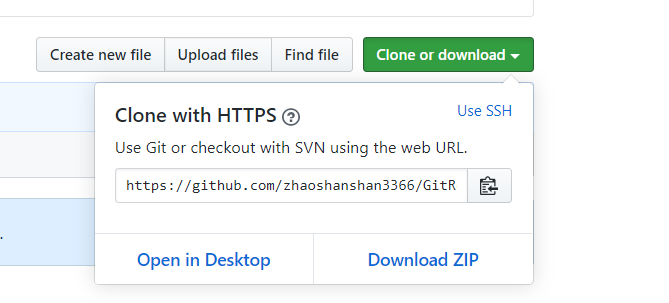 Create new file Upload files Find file Clone or download
Clone with HTTPS ? Use SSH
Use Git or checkout with SVN using the web URL.
https://github.com/zhaoshanshan3366/GitR
.
Open in Desktop Download ZIP